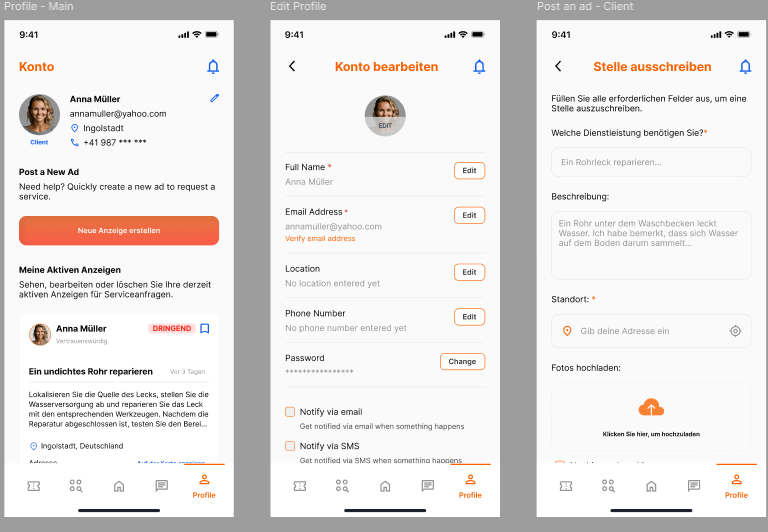 Profile - Main
9:41
Konto
Anna Müller
annamuller@yahoo.com
Ingolstadt
Client
+41 987 *** ***
Post a New Ad
Need help? Quickly create a new ad to request a
service.
Neue Anzeige erstellen
Meine Aktiven Anzeigen
Sehen, bearbeiten oder löschen Sie Ihre derzeit
aktiven Anzeigen für Serviceanfragen.
Anna Müller
DRINGEND
Vertrauenswürdig
Ein undichtes Rohr reparieren
Vor 3 Tagen
Lokalisieren Sie die Quelle des Lecks, stellen Sie die
Wasserversorgung ab und reparieren Sie das Leck
mit den entsprechenden Werkzeugen. Nachdem die
Reparatur abgeschlossen ist, testen Sie den Berei...
Ingolstadt, Deutschland
Profile
Edit Profile
9:41
Konto bearbeiten
EDIT
Full Name *
Anna Müller
Edit
Email Address *
annamuller@yahoo.com
Verify email address
Edit
Location
No location entered yet
Edit
Phone Number
No phone number entered yet
Edit
Password
****************
Change
Notify via email
Get notified via email when something happens
Notify via SMS
Get notified via SMS when something happens
Profile
Post an ad - Client
9:41
Stelle ausschreiben
Füllen Sie alle erforderlichen Felder aus, um eine
Stelle auszuschreiben.
Welche Dienstleistung benötigen Sie?*
Ein Rohrleck reparieren...
Beschreibung:
Ein Rohr unter dem Waschbecken leckt
Wasser. Ich habe bemerkt, dass sich Wasser
auf dem Boden darum sammelt...
Standort: *
Gib deine Adresse ein
Fotos hochladen:
Klicken Sie hier, um hochzuladen
Profile